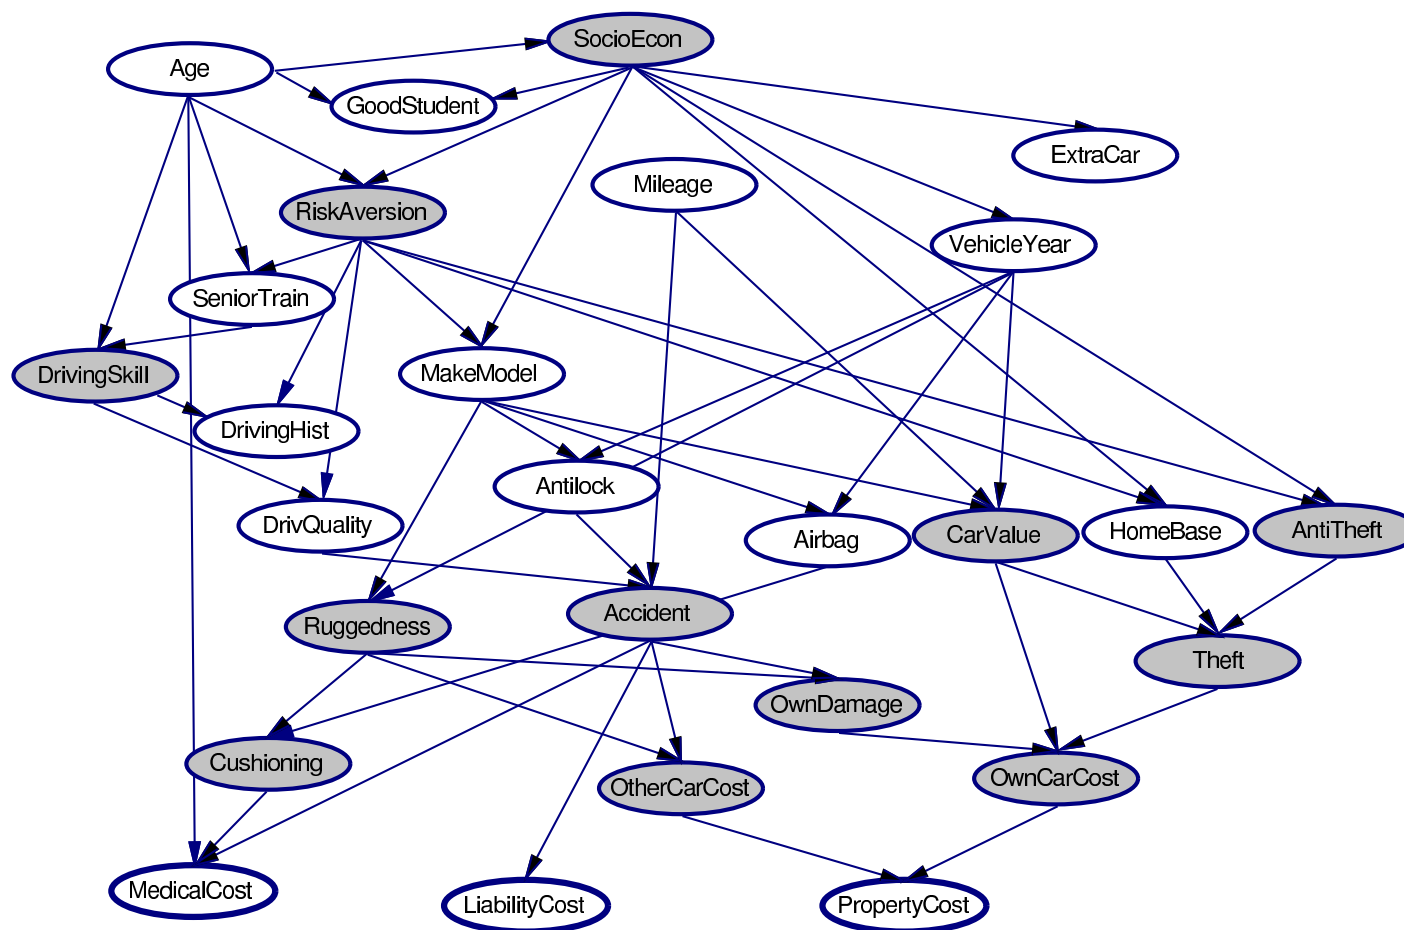 SocioEcon
Age
GoodStudent
ExtraCar
Mileage
RiskAversion
VehicleYear
SeniorTrain
MakeModel
DrivingSkill
DrivingHist
Antilock
DrivQuality
AntiTheft
HomeBase
CarValue
Airbag
Accident
Ruggedness
Theft
OwnDamage
Cushioning
OwnCarCost
OtherCarCost
MedicalCost
LiabilityCost
PropertyCost